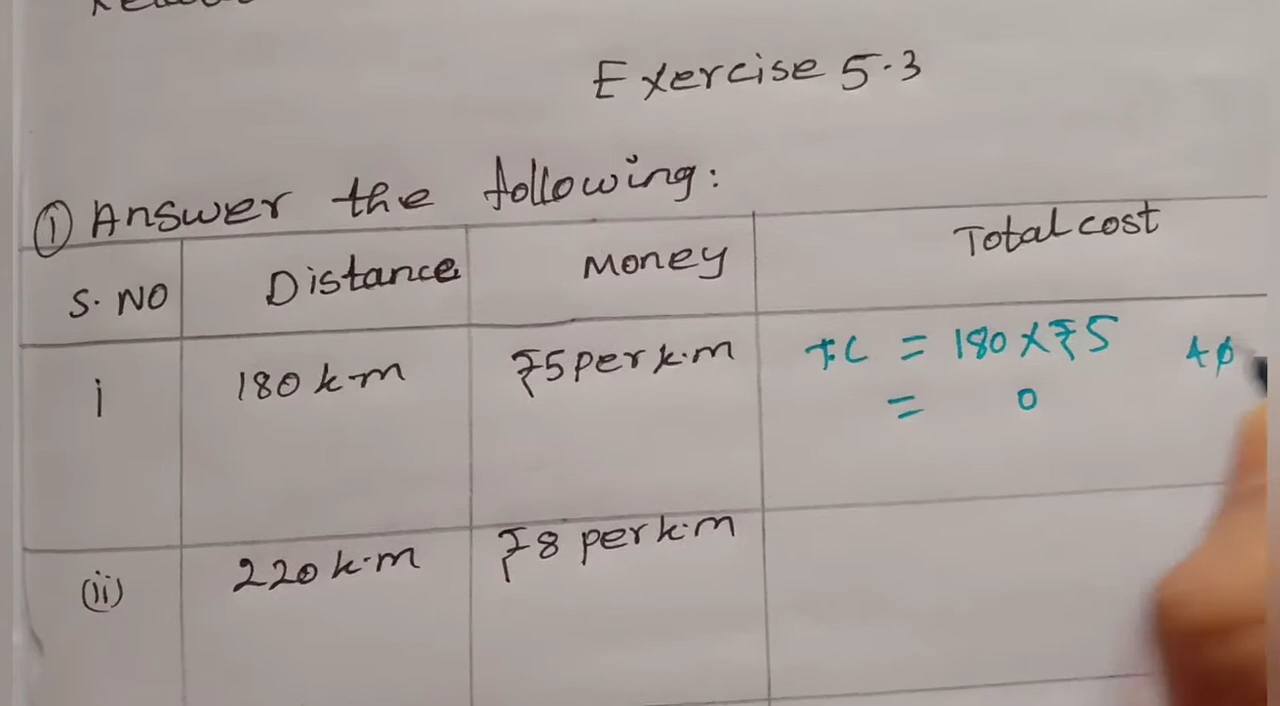 Exercise 5.3
① Answer the following:
S. NO Distance Money Total cost
i 180 k.m ₹5 per k.m T.C = 180 × ₹5
= 0
(ii) 220 k.m ₹8 per k.m